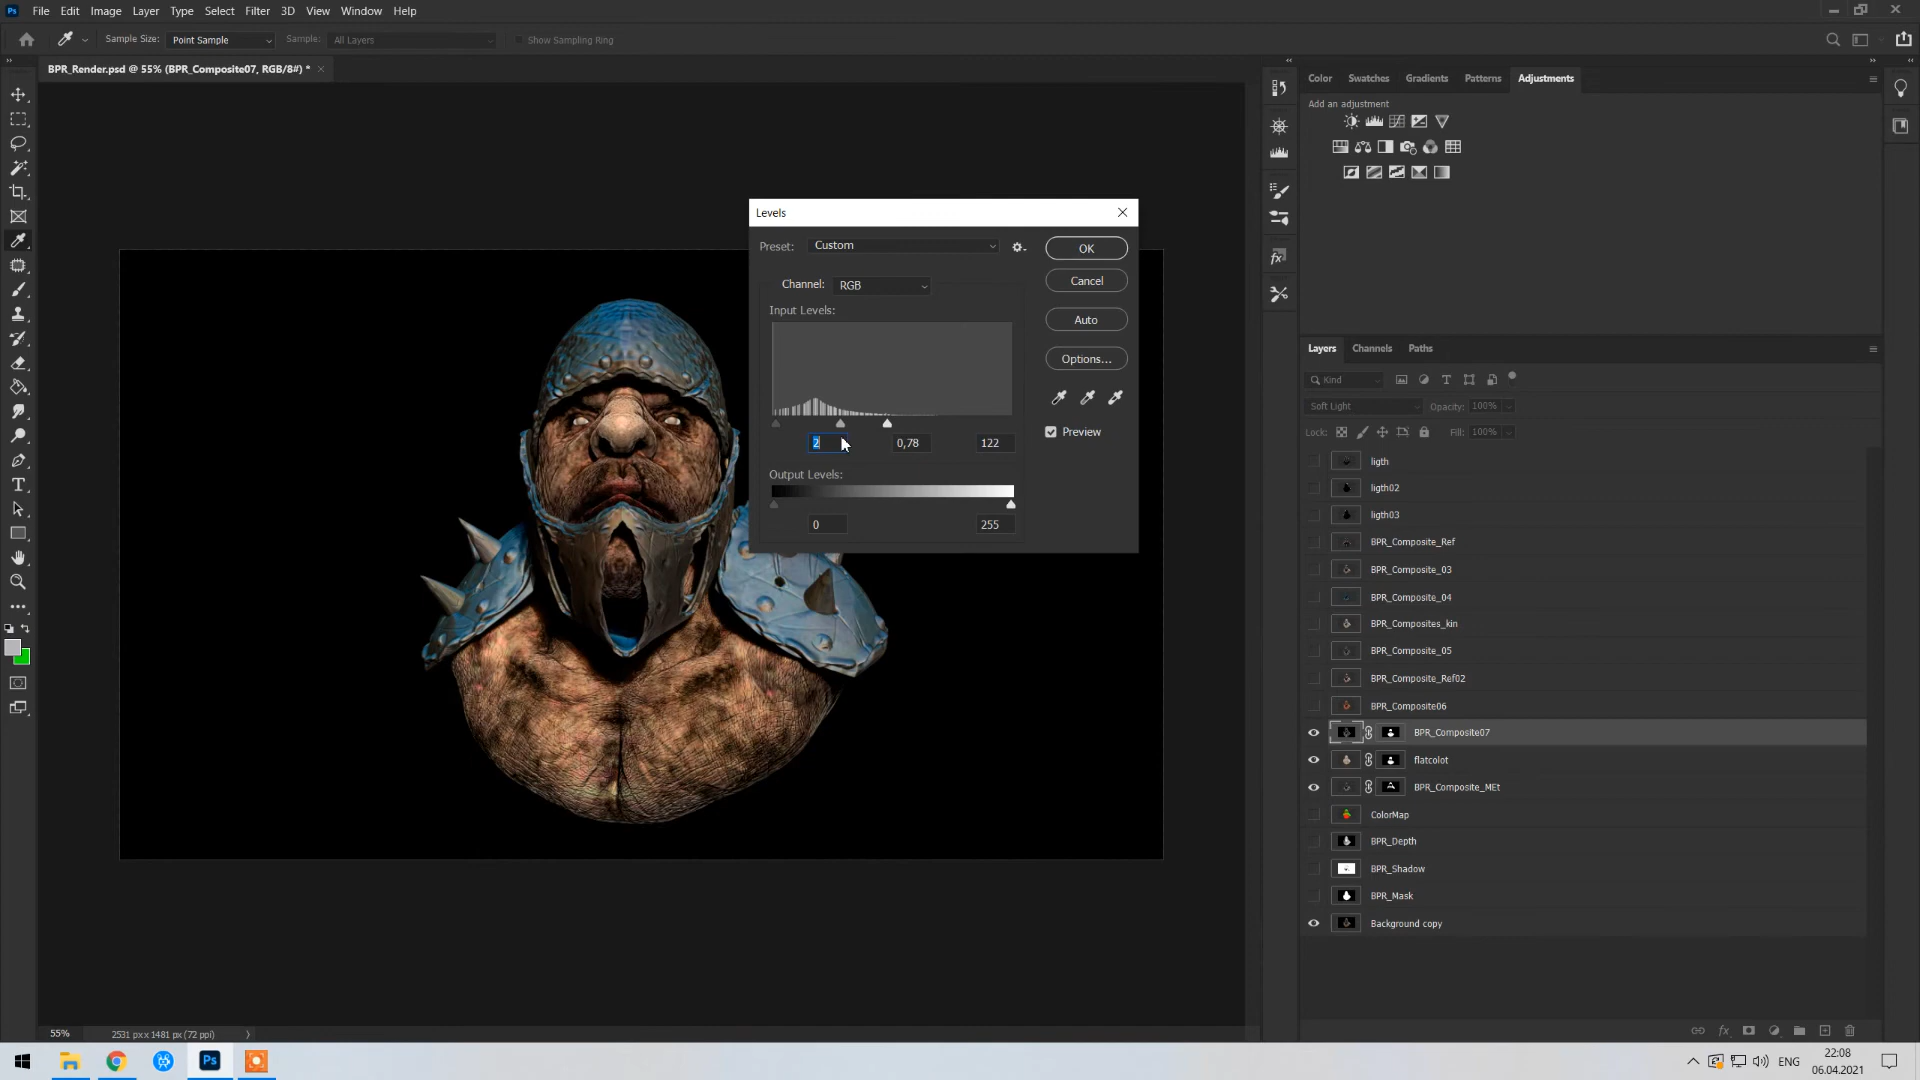 Ps File Edit Image Layer Type Select Filter 3D View Window Help
Sample Size: Point Sample Sample: All Layers Show Sampling Ring
BPR_Render.psd @ 55% (BPR_Composite07, RGB/8#) * ×
Color Swatches Gradients Patterns Adjustments
Add an adjustment
Levels
Preset: Custom
OK
Channel: RGB
Cancel
Input Levels:
Auto
Options...
Preview
2 0,78 122
Output Levels:
0 255
Layers Channels Paths
Kind
Soft Light Opacity: 100%
Lock: Fill: 100%
ligth
ligth02
ligth03
BPR_Composite_Ref
BPR_Composite_03
BPR_Composite_04
BPR_Composites_kin
BPR_Composite_05
BPR_Composite_Ref02
BPR_Composite06
BPR_Composite07
flatcolot
BPR_Composite_MEt
ColorMap
BPR_Depth
BPR_Shadow
BPR_Mask
Background copy
55% 2531 px x 1481 px (72 ppi)
fx
Ps
ENG
22:08
06.04.2021